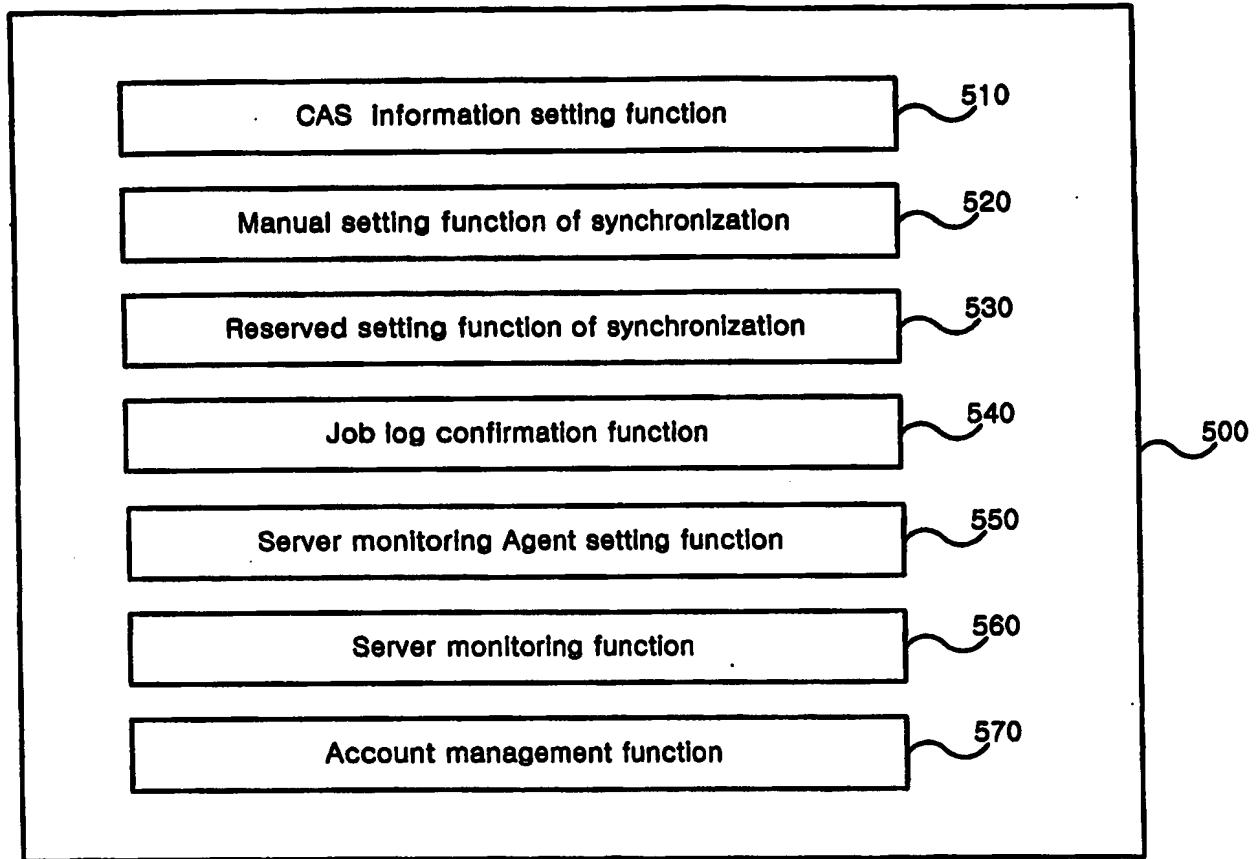 CAS Information setting function
510
Manual setting function of synchronization
520
Reserved setting function of synchronization
530
Job log confirmation function
540
500
Server monitoring Agent setting function
550
Server monitoring function
560
Account management function
570